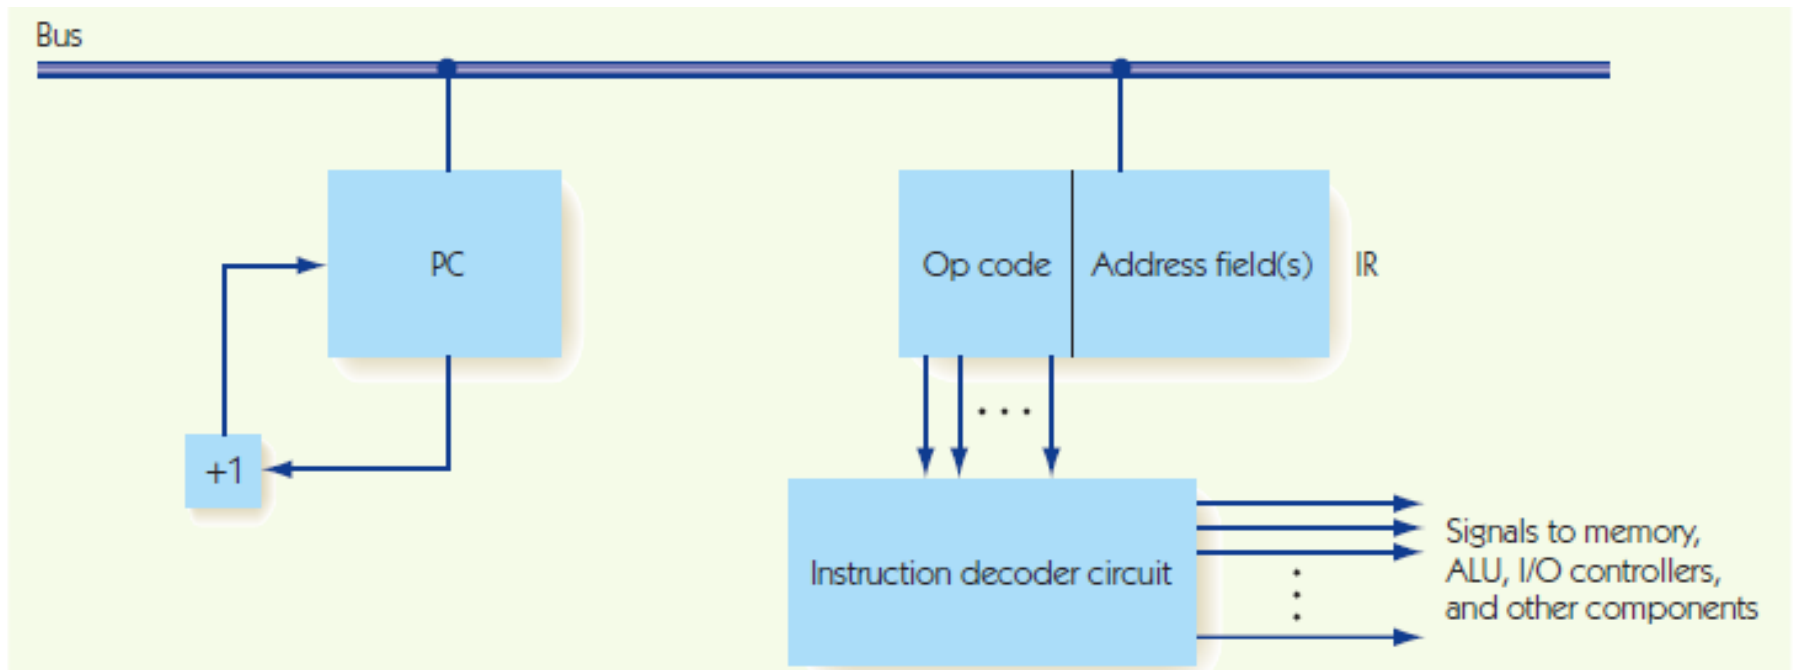 Bus
PC
Op code
Address field(s)
IR
+1
Instruction decoder circuit
Signals to memory,
ALU, I/O controllers,
and other components